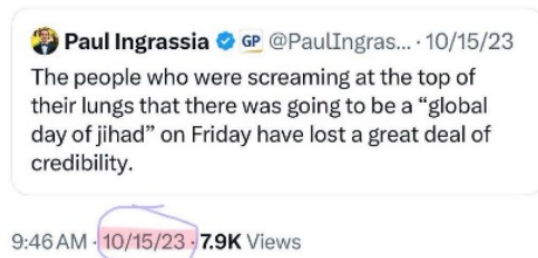 Paul Ingrassia GP @PaulIngras... · 10/15/23
The people who were screaming at the top of
their lungs that there was going to be a “global
day of jihad” on Friday have lost a great deal of
credibility.
9:46 AM · 10/15/23 · 7.9K Views